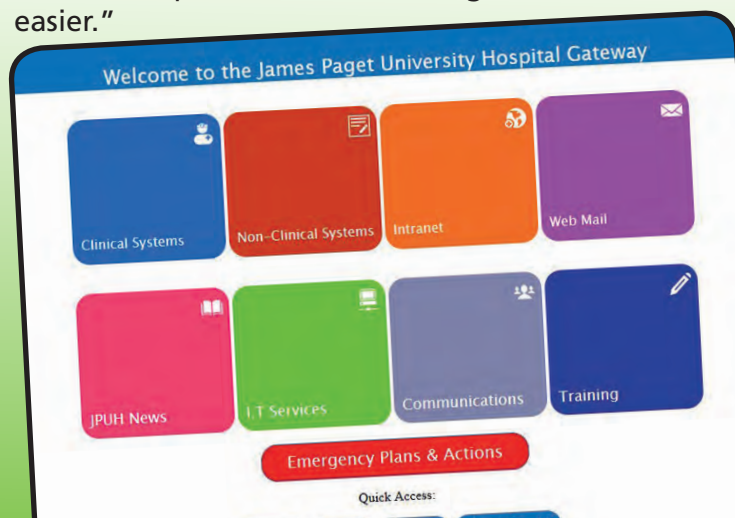 easier."
Welcome to the James Paget University Hospital Gateway
Clinical Systems
Non-Clinical Systems
Intranet
Web Mail
JPUH News
I.T Services
Communications
Training
Emergency Plans & Actions
Quick Access: